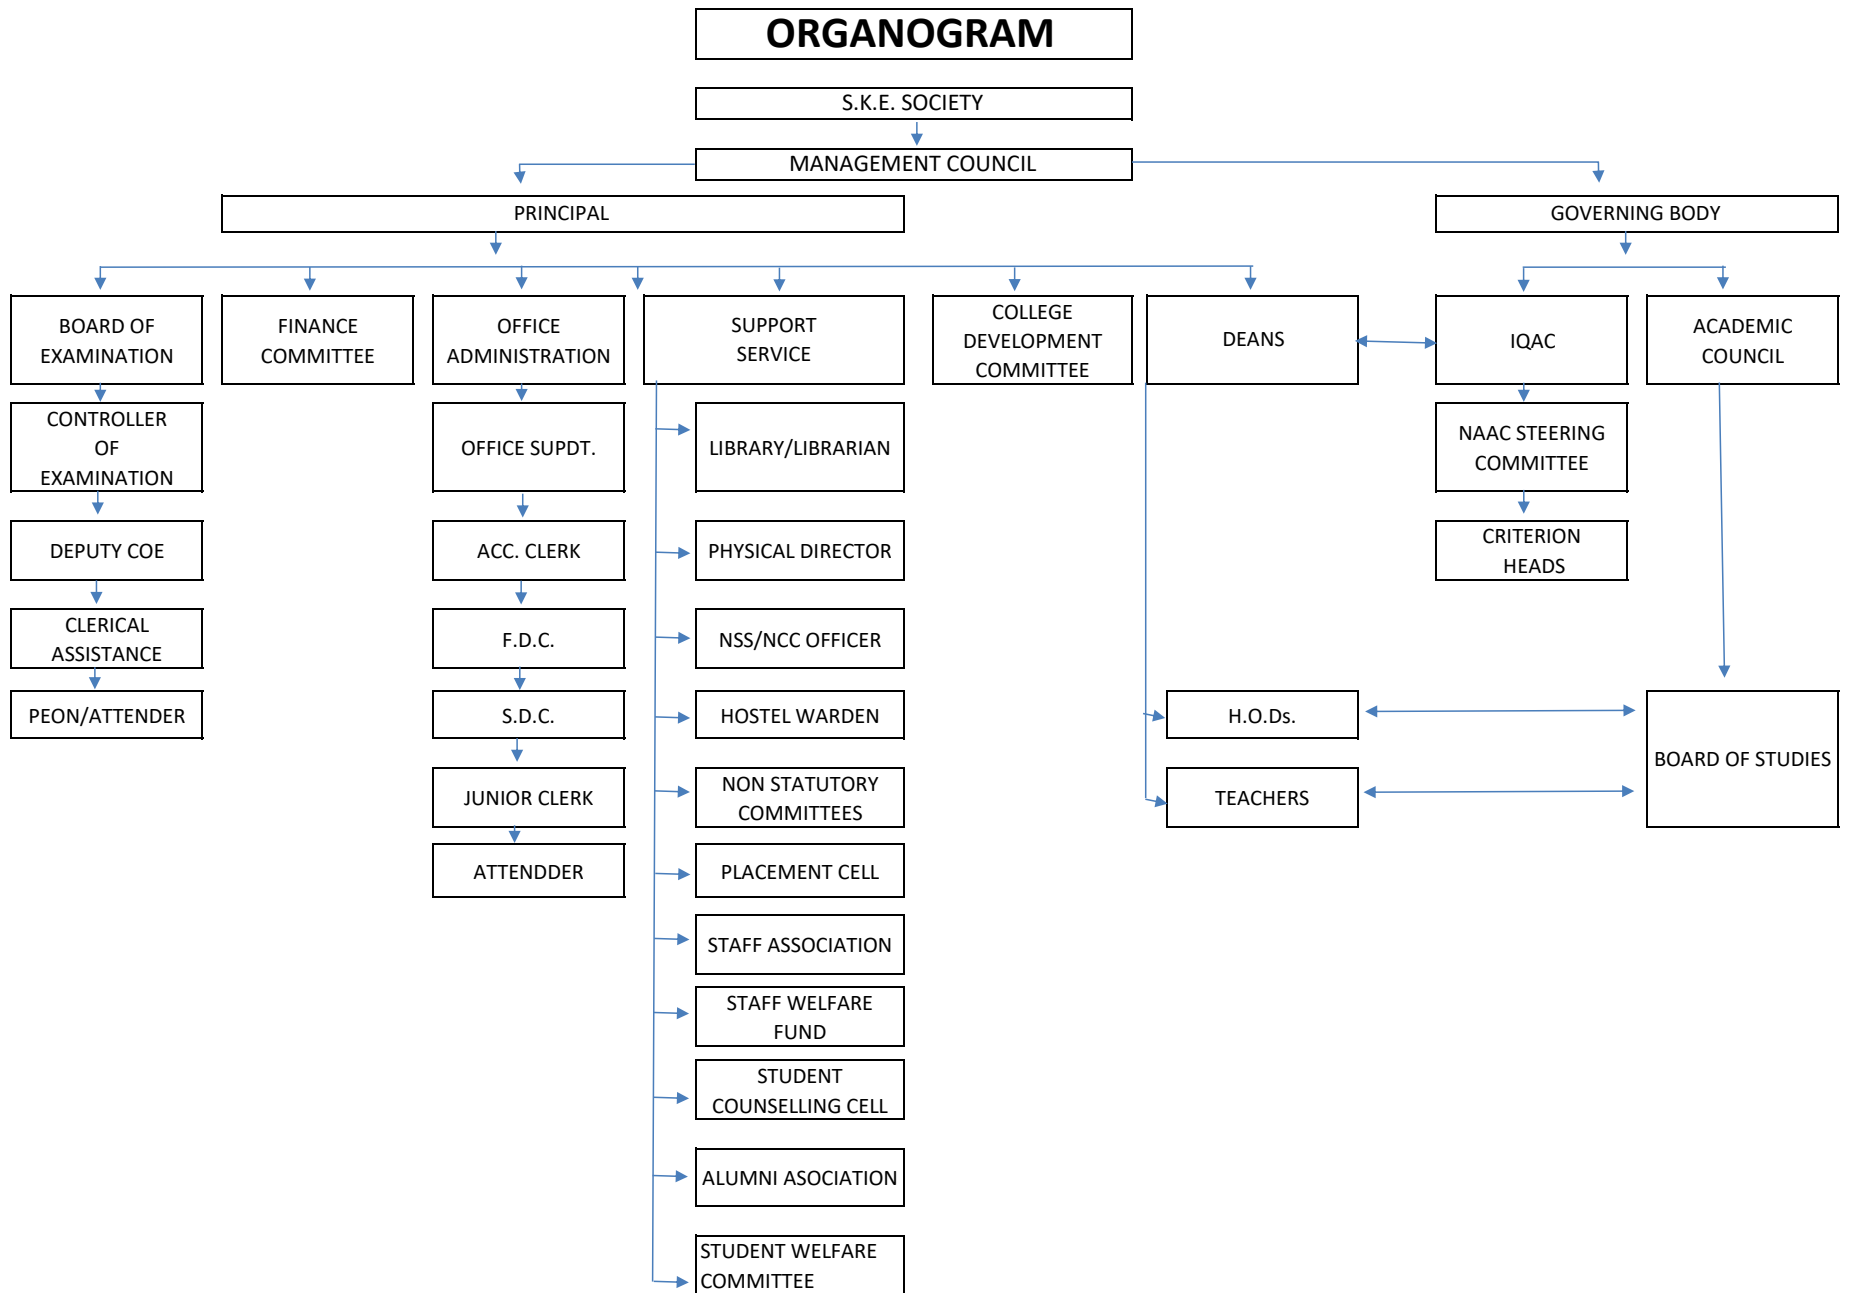 ORGANOGRAM
S.K.E. SOCIETY
MANAGEMENT COUNCIL
PRINCIPAL
GOVERNING BODY
BOARD OF
EXAMINATION
FINANCE
COMMITTEE
OFFICE
ADMINISTRATION
SUPPORT
SERVICE
COLLEGE
DEVELOPMENT
COMMITTEE
DEANS
IQAC
ACADEMIC
COUNCIL
CONTROLLER
OF
EXAMINATION
OFFICE SUPDT.
LIBRARY/LIBRARIAN
NAAC STEERING
COMMITTEE
DEPUTY COE
ACC. CLERK
PHYSICAL DIRECTOR
CRITERION
HEADS
CLERICAL
ASSISTANCE
F.D.C.
NSS/NCC OFFICER
PEON/ATTENDER
S.D.C.
HOSTEL WARDEN
H.O.Ds.
BOARD OF STUDIES
JUNIOR CLERK
NON STATUTORY
COMMITTEES
TEACHERS
ATTENDDER
PLACEMENT CELL
STAFF ASSOCIATION
STAFF WELFARE
FUND
STUDENT
COUNSELLING CELL
ALUMNI ASOCIATION
STUDENT WELFARE
COMMITTEE